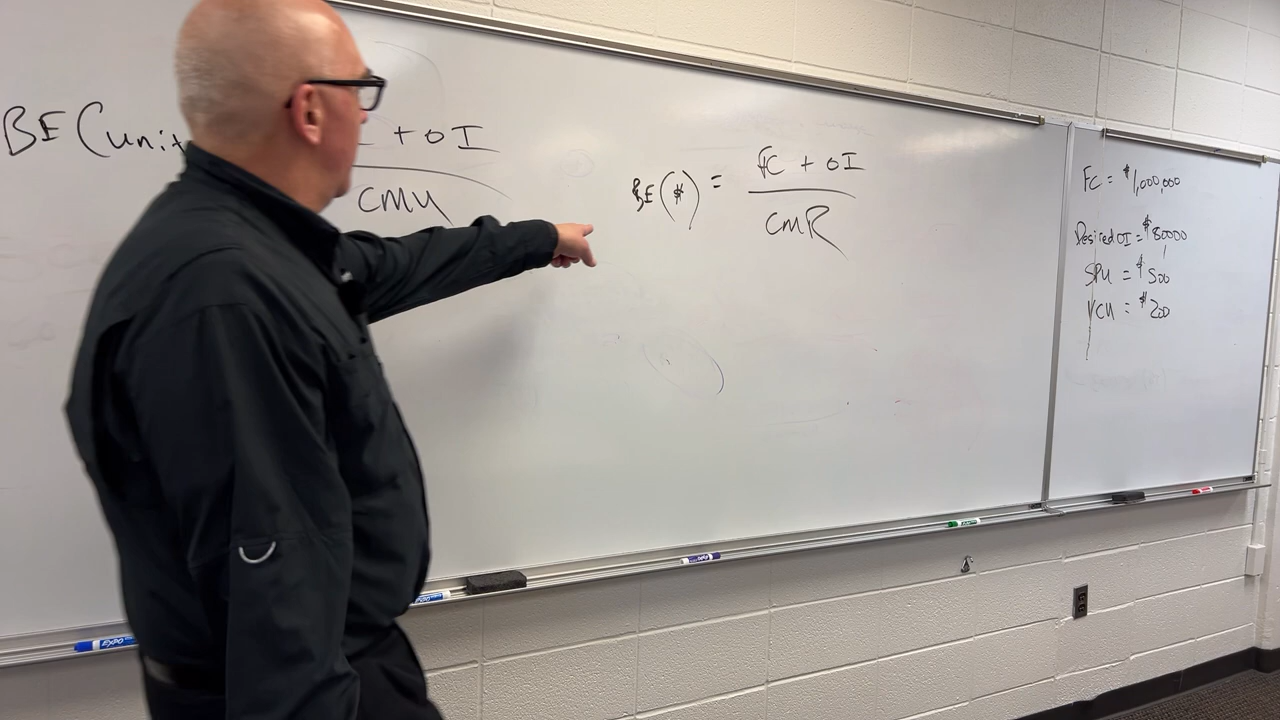 BE (unit + OI
CMU
BE($) = FC + OI
CMR
FC = $1,000,000
Desired OI = $80000
SPU = $500
VCU = $200
EXPO